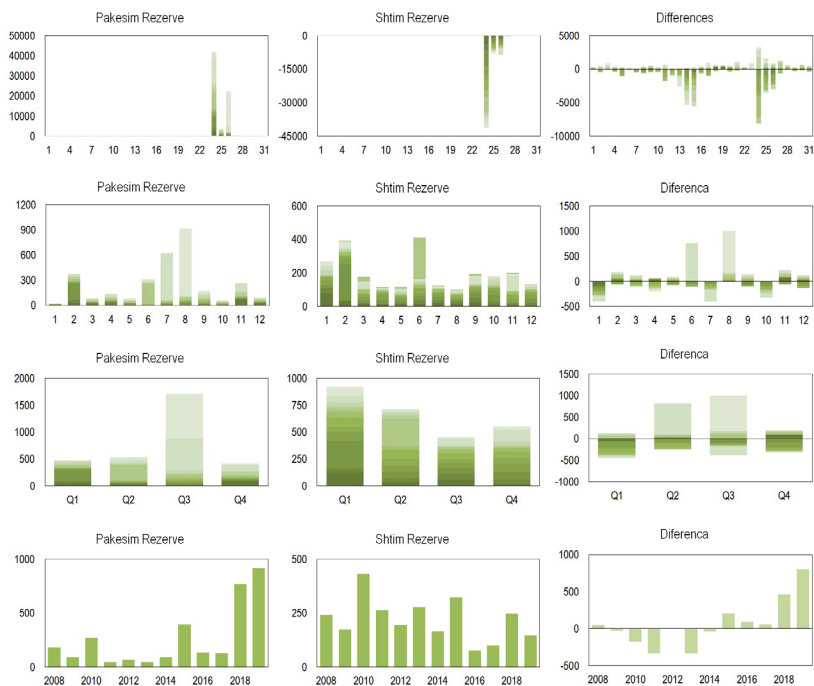 Pakesim Rezerve
50000
40000
30000
20000
10000
0
1 4 7 10 13 16 19 22 25 28 31
Shtim Rezerve
0
-15000
-30000
-45000
1 4 7 10 13 16 19 22 25 28 31
Differences
5000
0
-5000
-10000
1 4 7 10 13 16 19 22 25 28 31
Pakesim Rezerve
1200
900
600
300
0
1 2 3 4 5 6 7 8 9 10 11 12
Shtim Rezerve
600
400
200
0
1 2 3 4 5 6 7 8 9 10 11 12
Diferenca
1500
1000
500
0
-500
1 2 3 4 5 6 7 8 9 10 11 12
Pakesim Rezerve
2000
1500
1000
500
0
Q1 Q2 Q3 Q4
Shtim Rezerve
1000
750
500
250
0
Q1 Q2 Q3 Q4
Diferenca
1500
1000
500
0
-500
-1000
Q1 Q2 Q3 Q4
Pakesim Rezerve
1000
500
0
2008 2010 2012 2014 2016 2018
Shtim Rezerve
500
250
0
2008 2010 2012 2014 2016 2018
Diferenca
1000
500
0
-500
2008 2010 2012 2014 2016 2018